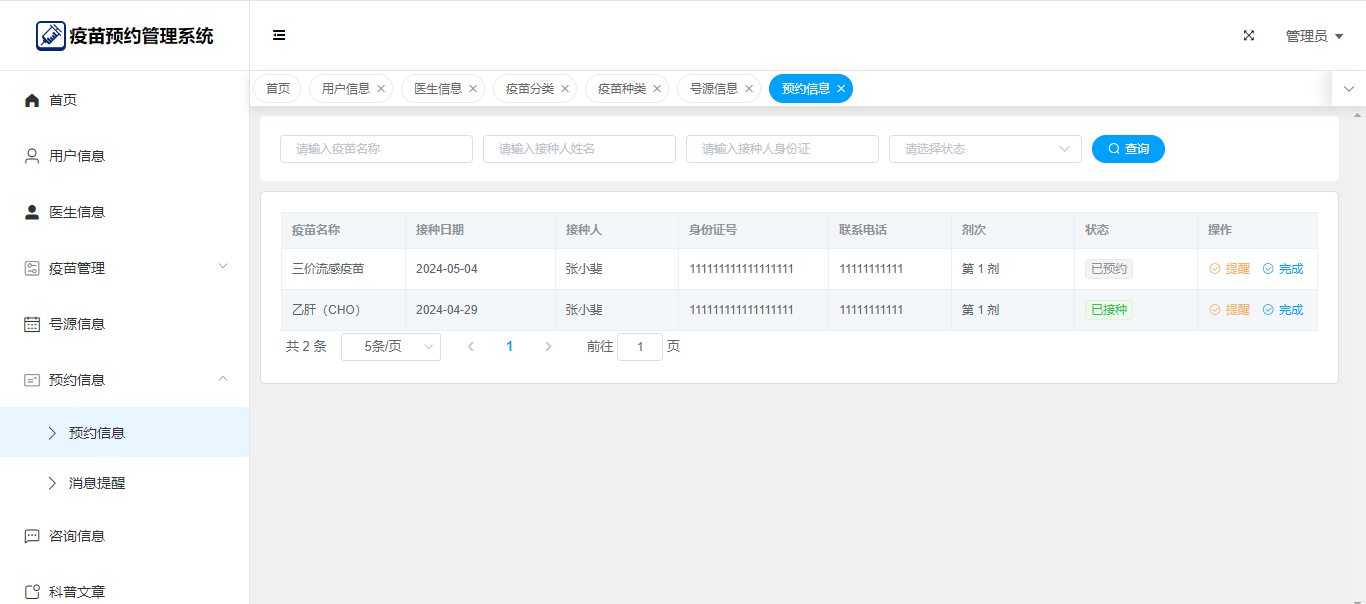 疫苗预约管理系统
管理员
首页 用户信息 医生信息 疫苗分类 疫苗种类 号源信息 预约信息
首页
用户信息
医生信息
疫苗管理
号源信息
预约信息
预约信息
消息提醒
咨询信息
科普文章
请输入疫苗名称 请输入接种人姓名 请输入接种人身份证 请选择状态 查询
疫苗名称 接种日期 接种人 身份证号 联系电话 剂次 状态 操作
三价流感疫苗 2024-05-04 张小斐 111111111111111111 11111111111 第 1 剂 已预约 提醒 完成
乙肝（CHO） 2024-04-29 张小斐 111111111111111111 11111111111 第 1 剂 已接种 提醒 完成
共 2 条 5条/页 1 前往 1 页